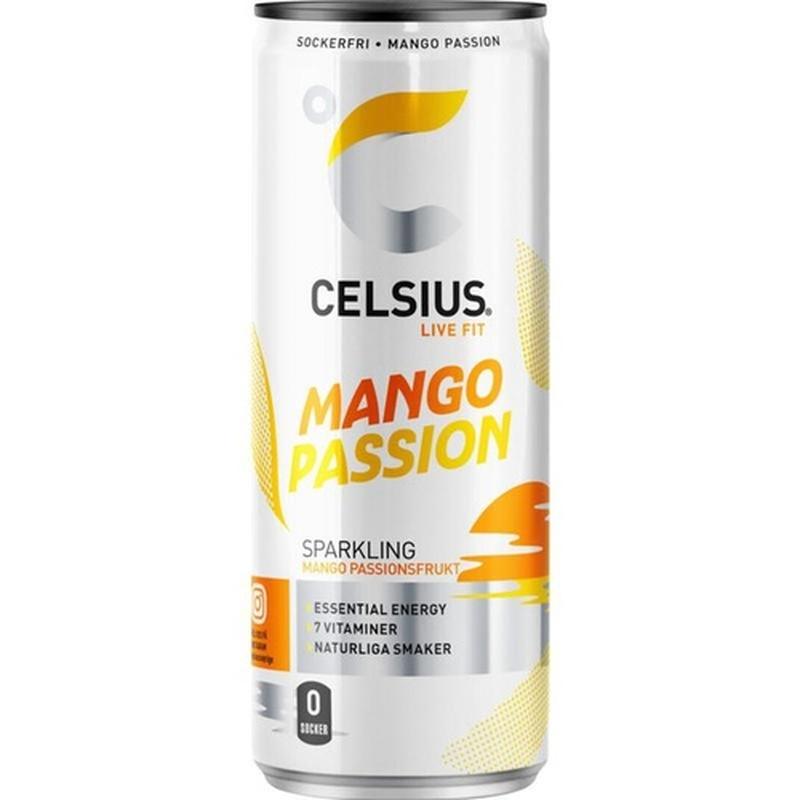 SOCKERFRI • MANGO PASSION
CELSIUS®
LIVE FIT
MANGO
PASSION
SPARKLING
MANGO PASSIONSFRUKT
ESSENTIAL ENERGY
7 VITAMINER
NATURLIGA SMAKER
0
SOCKER